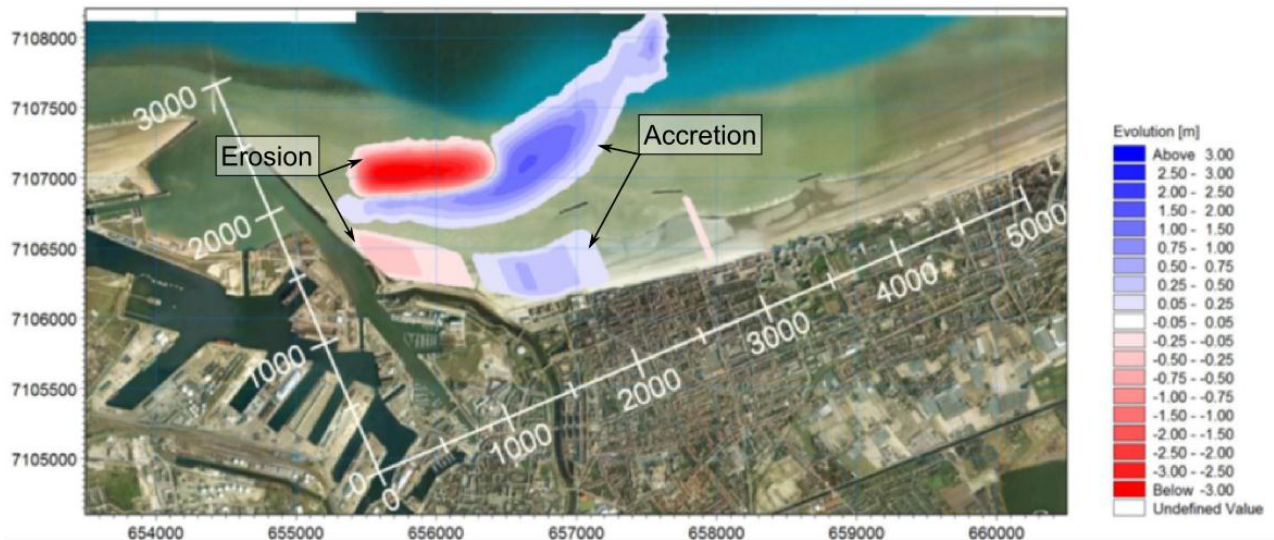 7108000
7107500
7107000
7106500
7106000
7105500
7105000
654000
655000
656000
657000
658000
659000
660000
3000
2000
1000
0
0
1000
2000
3000
4000
5000
Erosion
Accretion
Evolution [m]
Above 3.00
2.50 - 3.00
2.00 - 2.50
1.50 - 2.00
1.00 - 1.50
0.75 - 1.00
0.50 - 0.75
0.25 - 0.50
0.05 - 0.25
-0.05 - 0.05
-0.25 - -0.05
-0.50 - -0.25
-0.75 - -0.50
-1.00 - -0.75
-1.50 - -1.00
-2.00 - -1.50
-2.50 - -2.00
-3.00 - -2.50
Below -3.00
Undefined Value